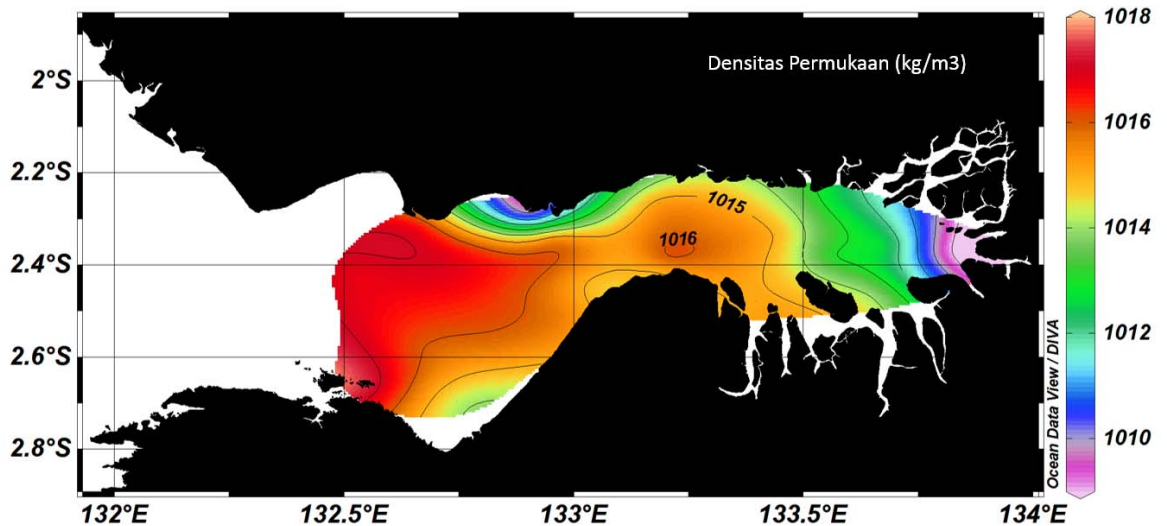 Densitas Permukaan (kg/m3)
2°S
2.2°S
2.4°S
2.6°S
2.8°S
1015
1016
132°E
132.5°E
133°E
133.5°E
134°E
Ocean Data View / DIVA
1018
1016
1014
1012
1010